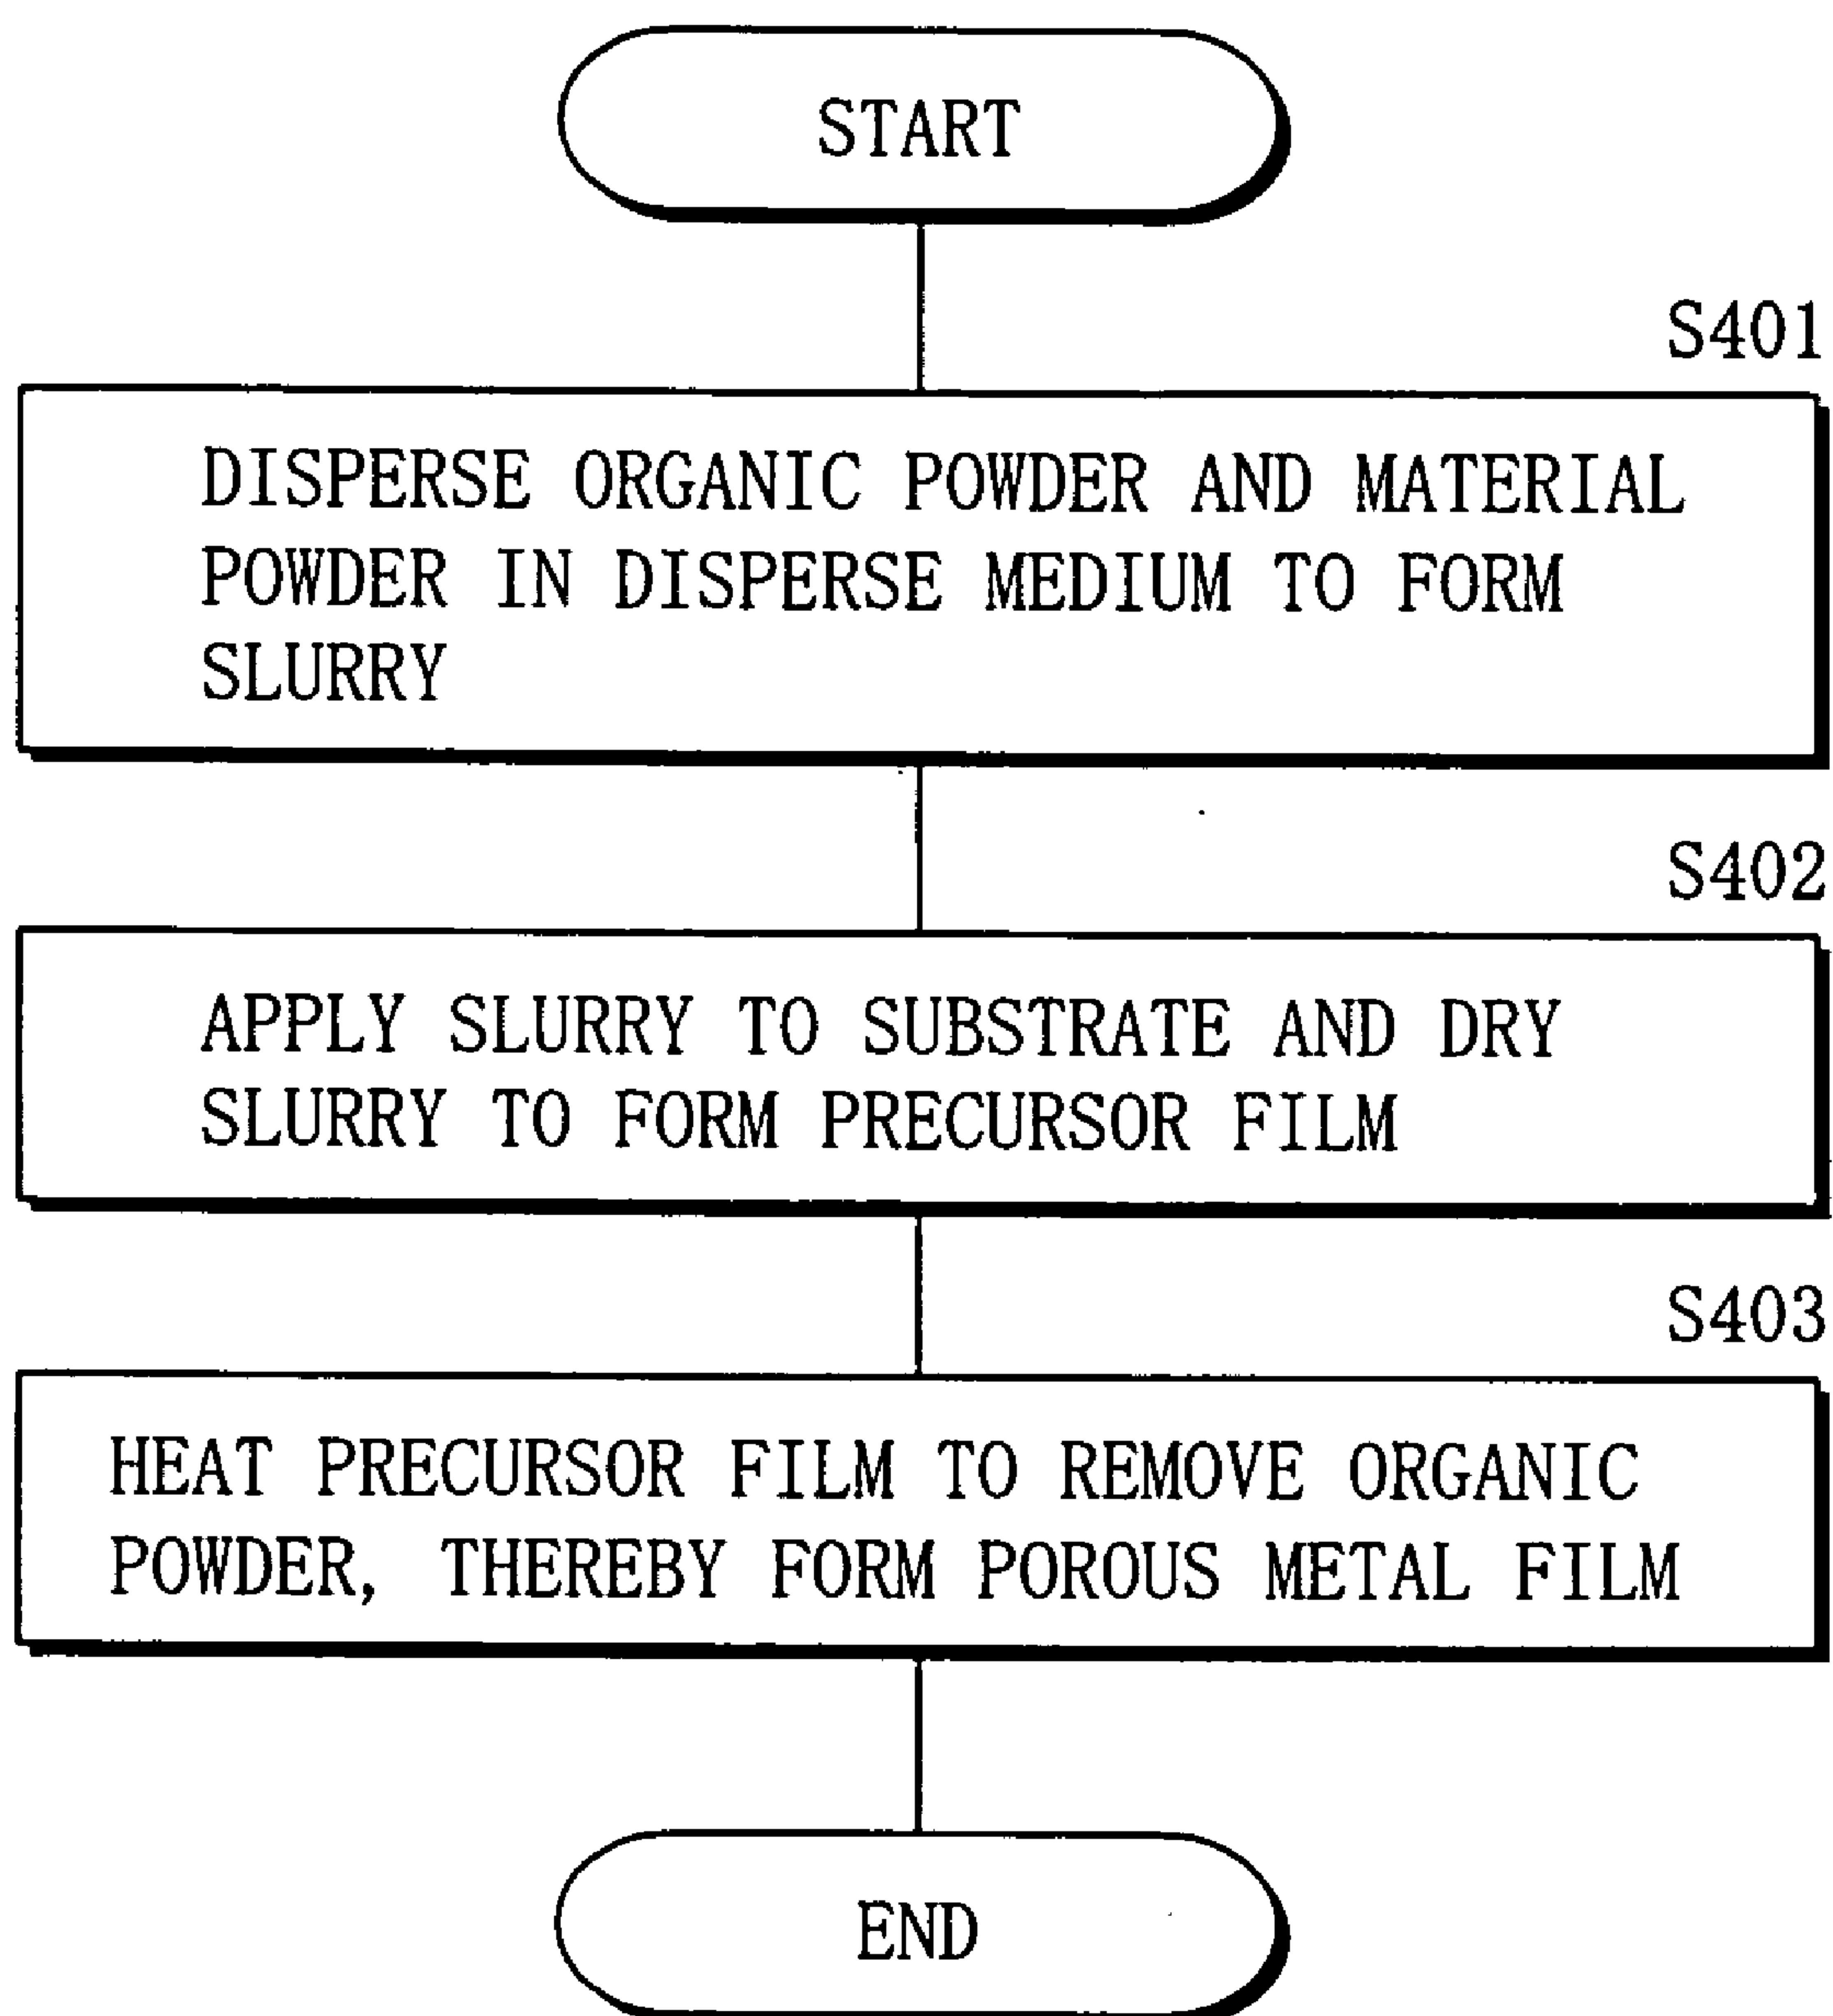 START
S401
DISPERSE ORGANIC POWDER AND MATERIAL
POWDER IN DISPERSE MEDIUM TO FORM
SLURRY
S402
APPLY SLURRY TO SUBSTRATE AND DRY
SLURRY TO FORM PRECURSOR FILM
S403
HEAT PRECURSOR FILM TO REMOVE ORGANIC
POWDER, THEREBY FORM POROUS METAL FILM
END